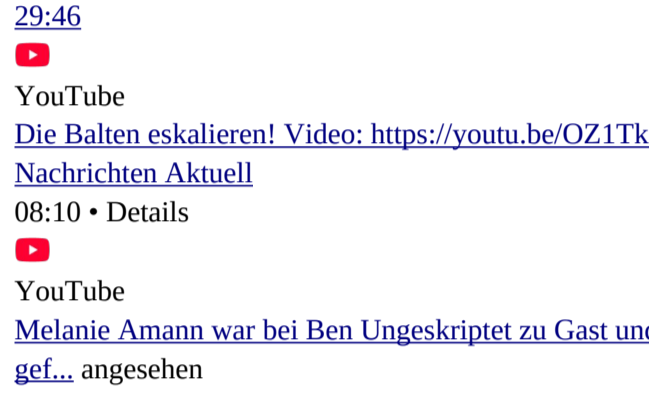 29:46
YouTube
Die Balten eskalieren! Video: https://youtu.be/OZ1Tk
Nachrichten Aktuell
08:10 • Details
YouTube
Melanie Amann war bei Ben Ungeskriptet zu Gast und
gef... angesehen